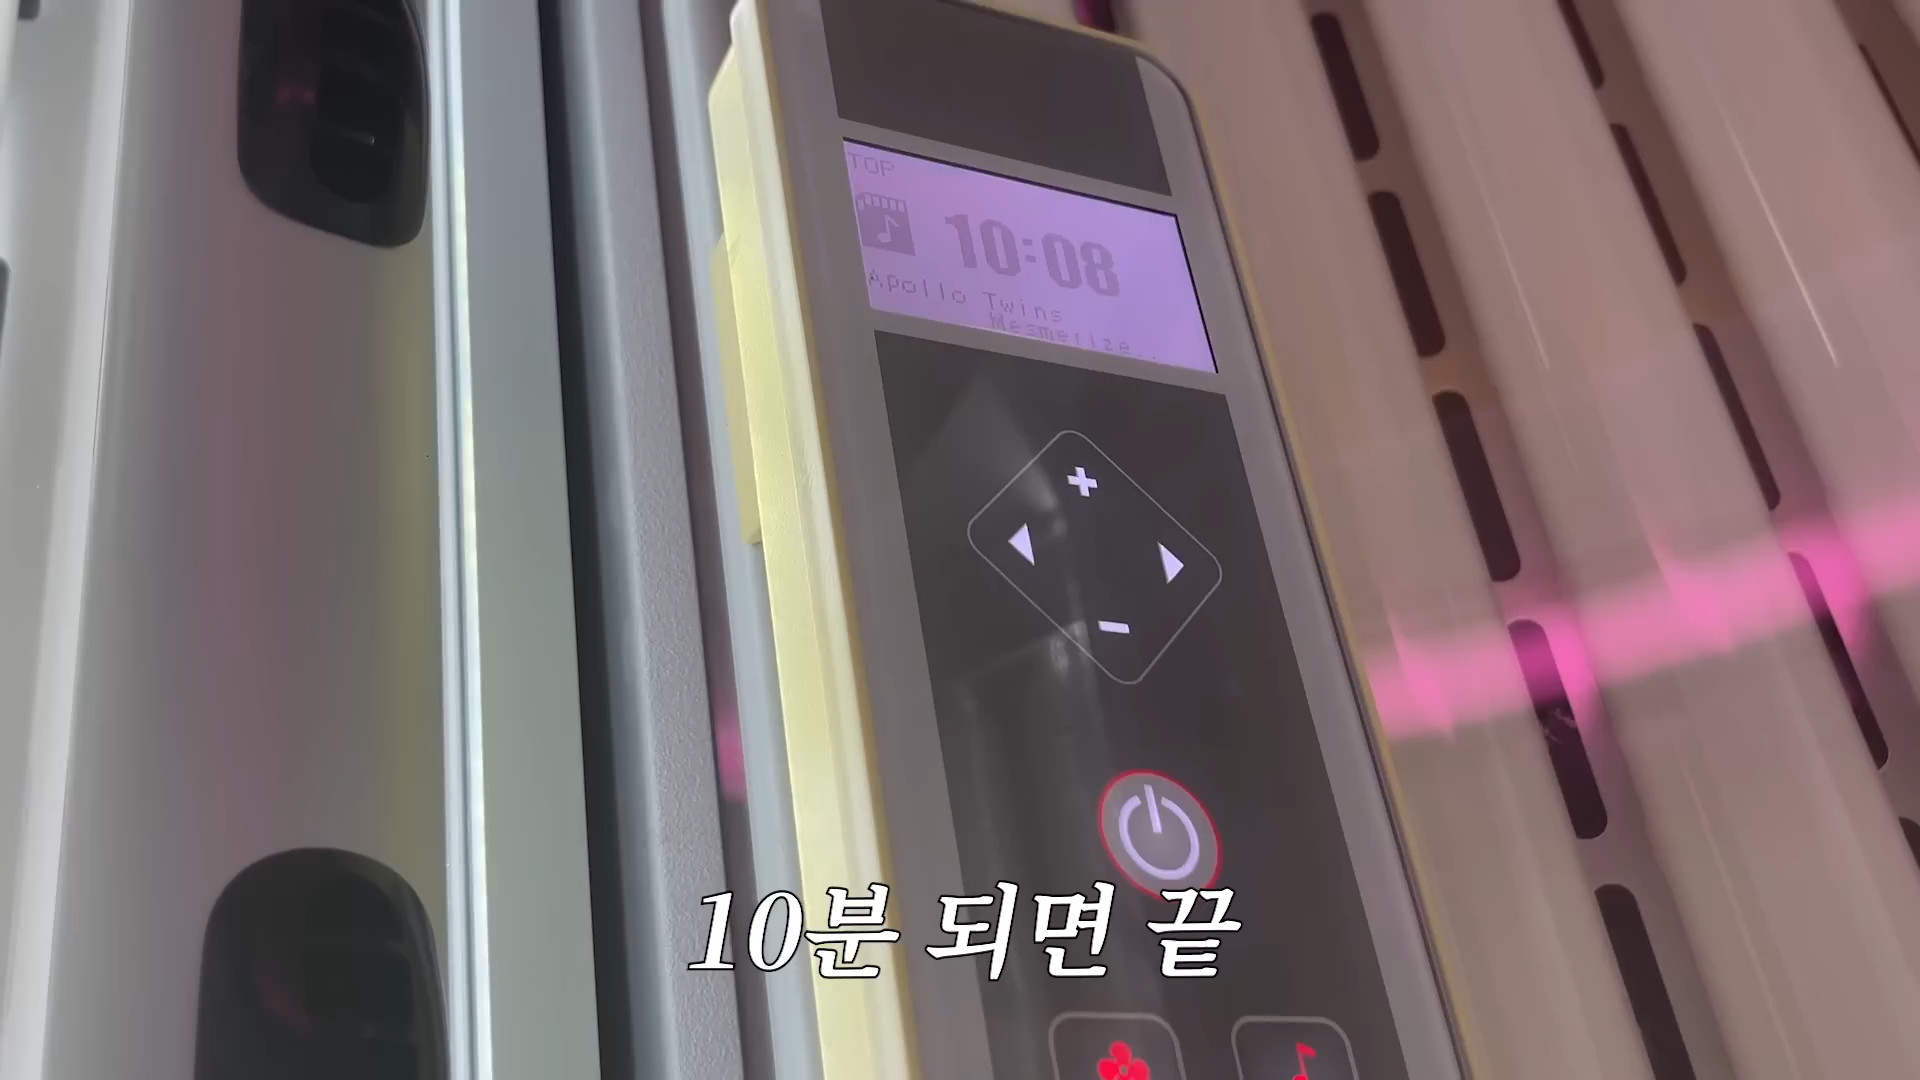 TOP
10:08
Apollo Twins
Mesmerize..
10분 되면 끝